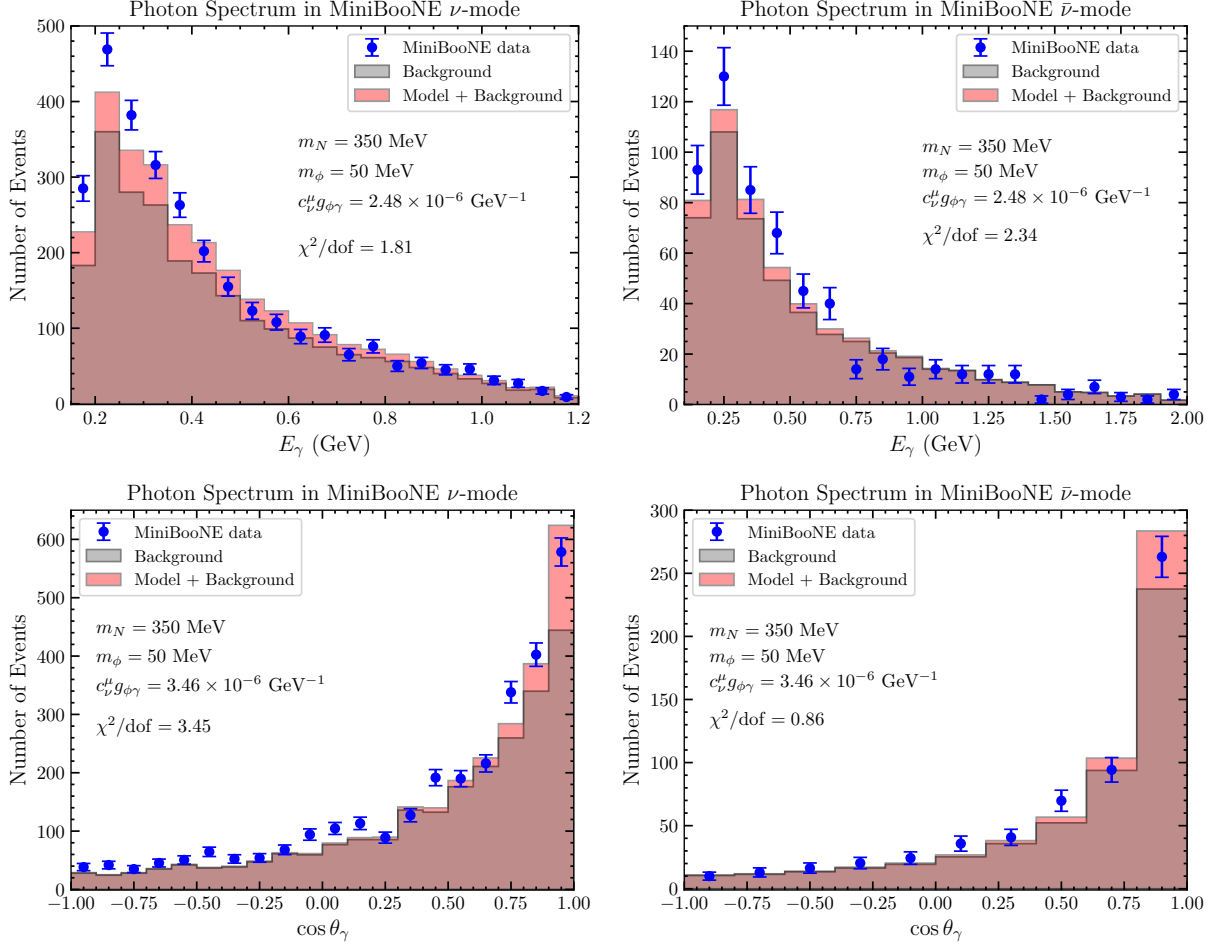 Photon Spectrum in MiniBooNE ν-mode
500
400
300
200
100
0
Number of Events
MiniBooNE data
Background
Model + Background
m_N = 350 MeV
m_ϕ = 50 MeV
c_ν^μ g_ϕγ = 2.48 × 10^−6 GeV^−1
χ^2/dof = 1.81
0.2 0.4 0.6 0.8 1.0 1.2
E_γ (GeV)
Photon Spectrum in MiniBooNE ν̄-mode
140
120
100
80
60
40
20
0
Number of Events
MiniBooNE data
Background
Model + Background
m_N = 350 MeV
m_ϕ = 50 MeV
c_ν^μ g_ϕγ = 2.48 × 10^−6 GeV^−1
χ^2/dof = 2.34
0.25 0.50 0.75 1.00 1.25 1.50 1.75 2.00
E_γ (GeV)
Photon Spectrum in MiniBooNE ν-mode
600
500
400
300
200
100
0
Number of Events
MiniBooNE data
Background
Model + Background
m_N = 350 MeV
m_ϕ = 50 MeV
c_ν^μ g_ϕγ = 3.46 × 10^−6 GeV^−1
χ^2/dof = 3.45
−1.00 −0.75 −0.50 −0.25 0.00 0.25 0.50 0.75 1.00
cos θ_γ
Photon Spectrum in MiniBooNE ν̄-mode
300
250
200
150
100
50
0
Number of Events
MiniBooNE data
Background
Model + Background
m_N = 350 MeV
m_ϕ = 50 MeV
c_ν^μ g_ϕγ = 3.46 × 10^−6 GeV^−1
χ^2/dof = 0.86
−1.00 −0.75 −0.50 −0.25 0.00 0.25 0.50 0.75 1.00
cos θ_γ